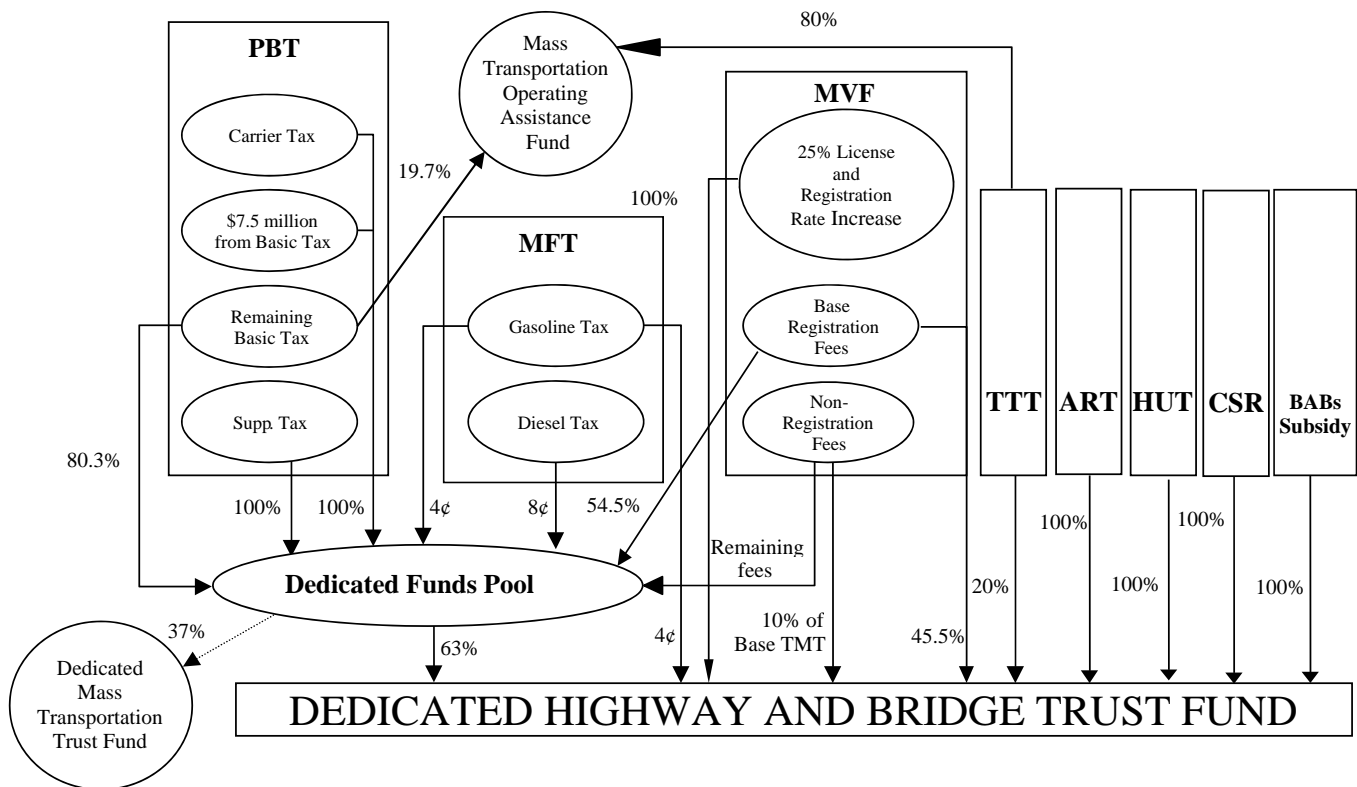 80%
PBT
Mass
Transportation
Operating
Assistance
Fund
MVF
Carrier Tax
25% License
and
Registration
Rate Increase
19.7%
100%
$7.5 million
from Basic Tax
MFT
Remaining
Basic Tax
Gasoline Tax
Base
Registration
Fees
Supp. Tax
Diesel Tax
Non-
Registration
Fees
TTT
ART
HUT
CSR
BABs
Subsidy
80.3%
100%
100%
4¢
8¢
54.5%
100%
100%
Remaining
fees
Dedicated Funds Pool
20%
100%
100%
37%
63%
4¢
10% of
Base TMT
45.5%
Dedicated
Mass
Transportation
Trust Fund
DEDICATED HIGHWAY AND BRIDGE TRUST FUND